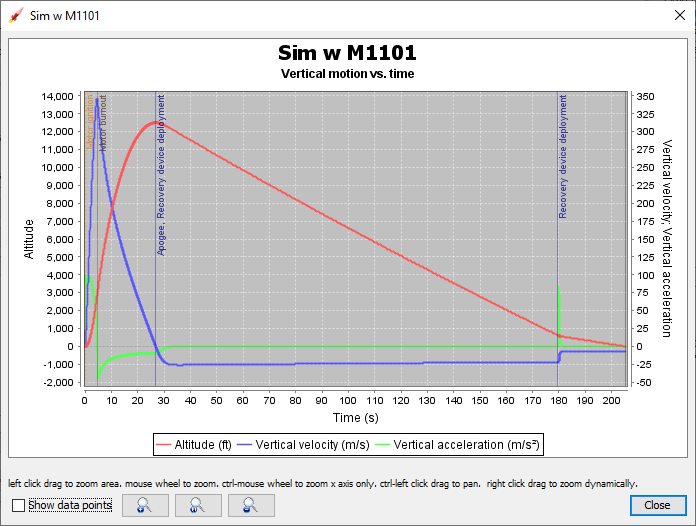 Sim w M1101
Sim w M1101
Vertical motion vs. time
14,000
13,000
12,000
11,000
10,000
9,000
8,000
7,000
6,000
5,000
4,000
3,000
2,000
1,000
0
-1,000
-2,000
Altitude
Motor ignition
Motor burnout
Apogee, Recovery device deployment
Recovery device deployment
350
325
300
275
250
225
200
175
150
125
100
75
50
25
0
-25
-50
Vertical velocity; Vertical acceleration
0 10 20 30 40 50 60 70 80 90 100 110 120 130 140 150 160 170 180 190 200
Time (s)
Altitude (ft) Vertical velocity (m/s) Vertical acceleration (m/s²)
left click drag to zoom area. mouse wheel to zoom. ctrl-mouse wheel to zoom x axis only. ctrl-left click drag to pan. right click drag to zoom dynamically.
Show data points
Close